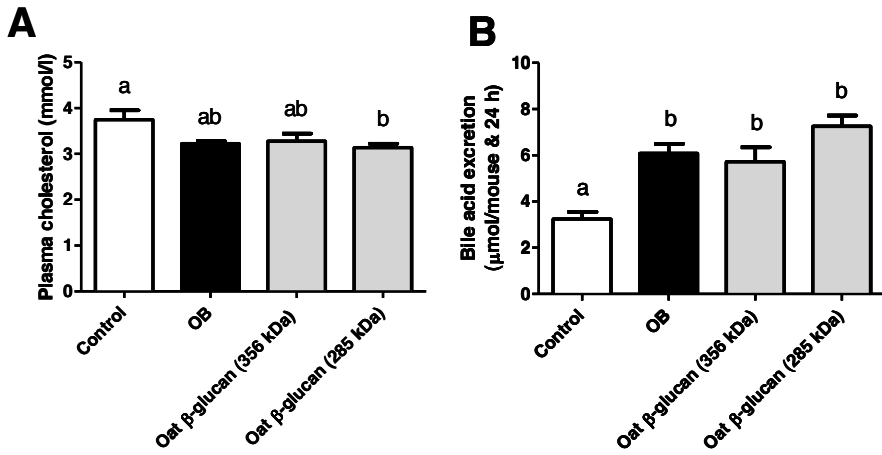 A
Plasma cholesterol (mmol/l)
5
4
3
2
1
0
a
ab
ab
b
Control
OB
Oat β-glucan (356 kDa)
Oat β-glucan (285 kDa)
B
Bile acid excretion
(μmol/mouse & 24 h)
10
8
6
4
2
0
a
b
b
b
Control
OB
Oat β-glucan (356 kDa)
Oat β-glucan (285 kDa)